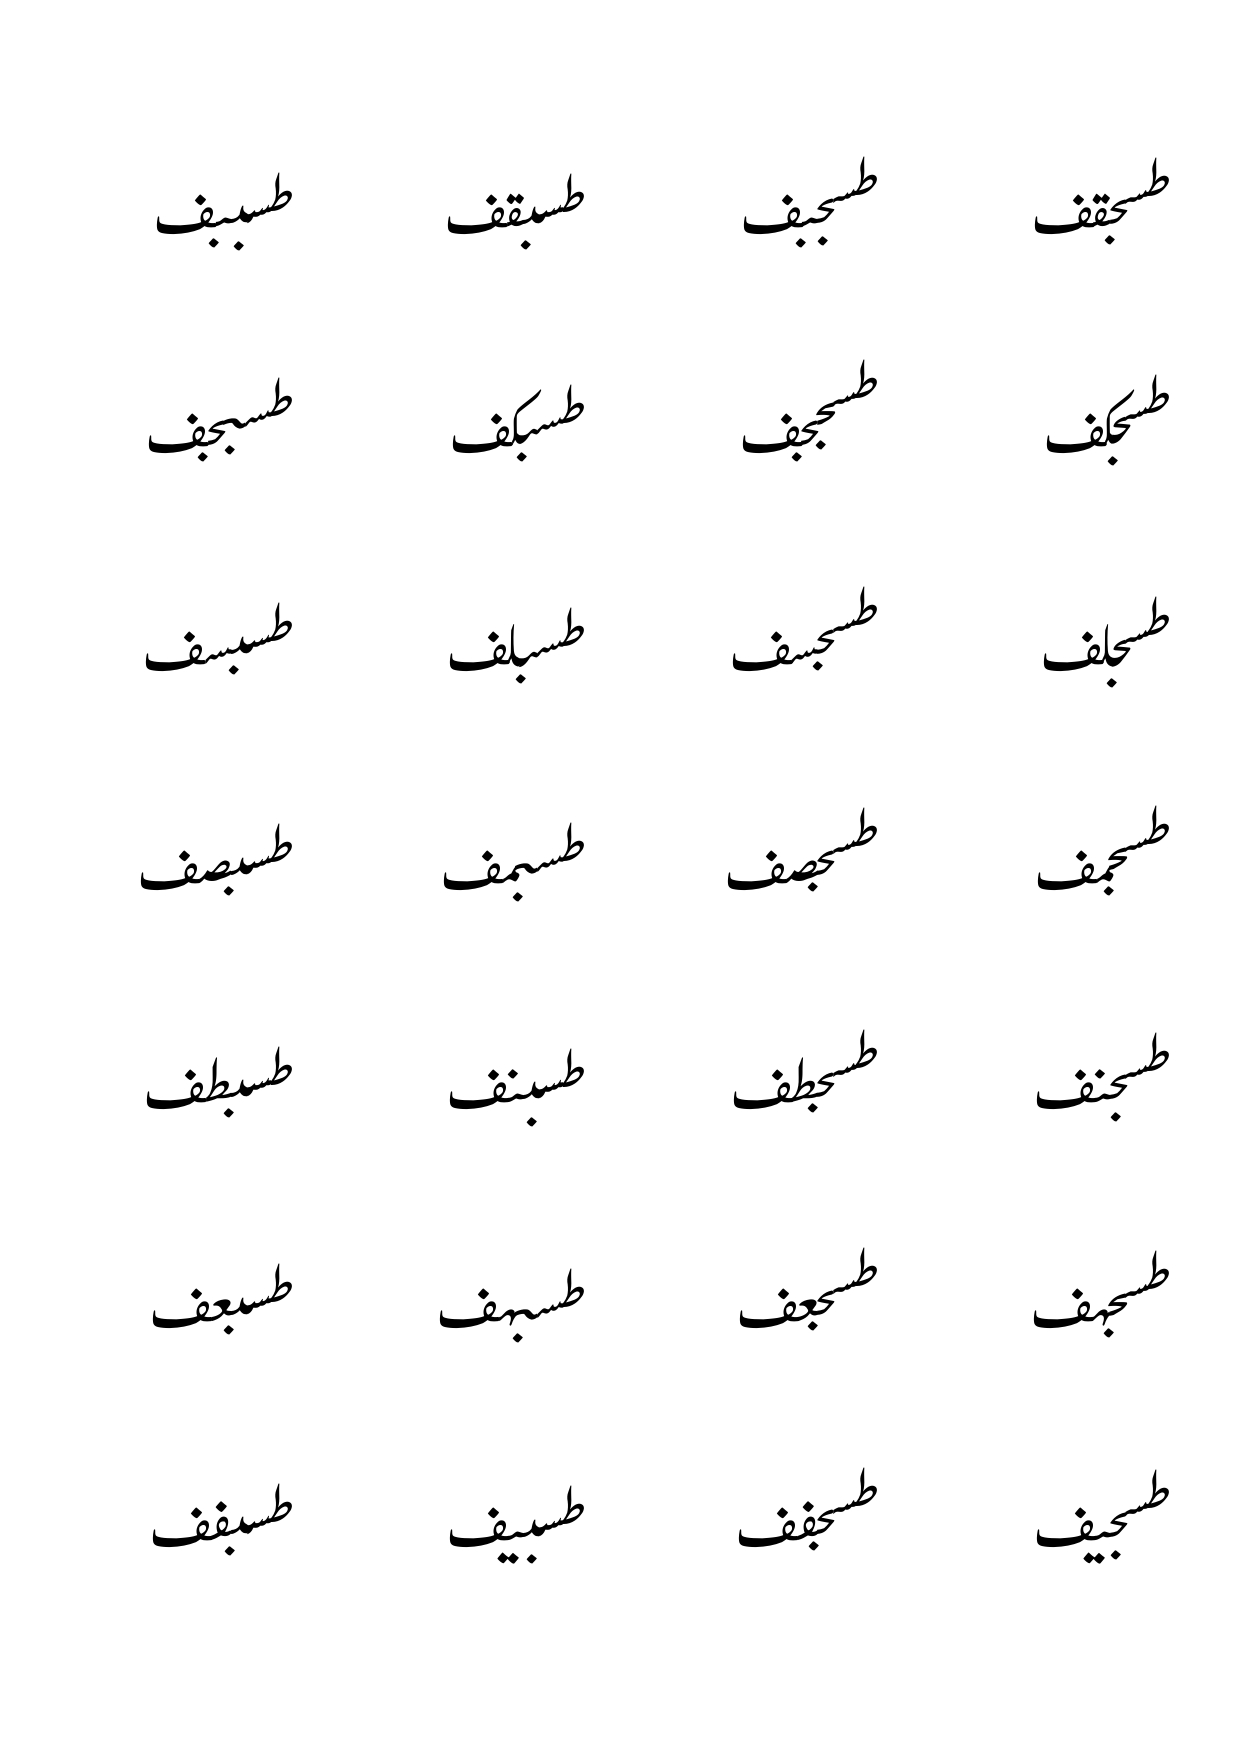 طسجقف طسجبف طسبقف طسببف
طسجكف طسججف طسبكف طسبجف
طسجلف طسجسف طسبلف طسبسف
طسجمف طسجصف طسبمف طسبصف
طسجنف طسجطف طسبنف طسبطف
طسجهف طسجعف طسبهف طسبعف
طسجيف طسجفف طسبيف طسبفف